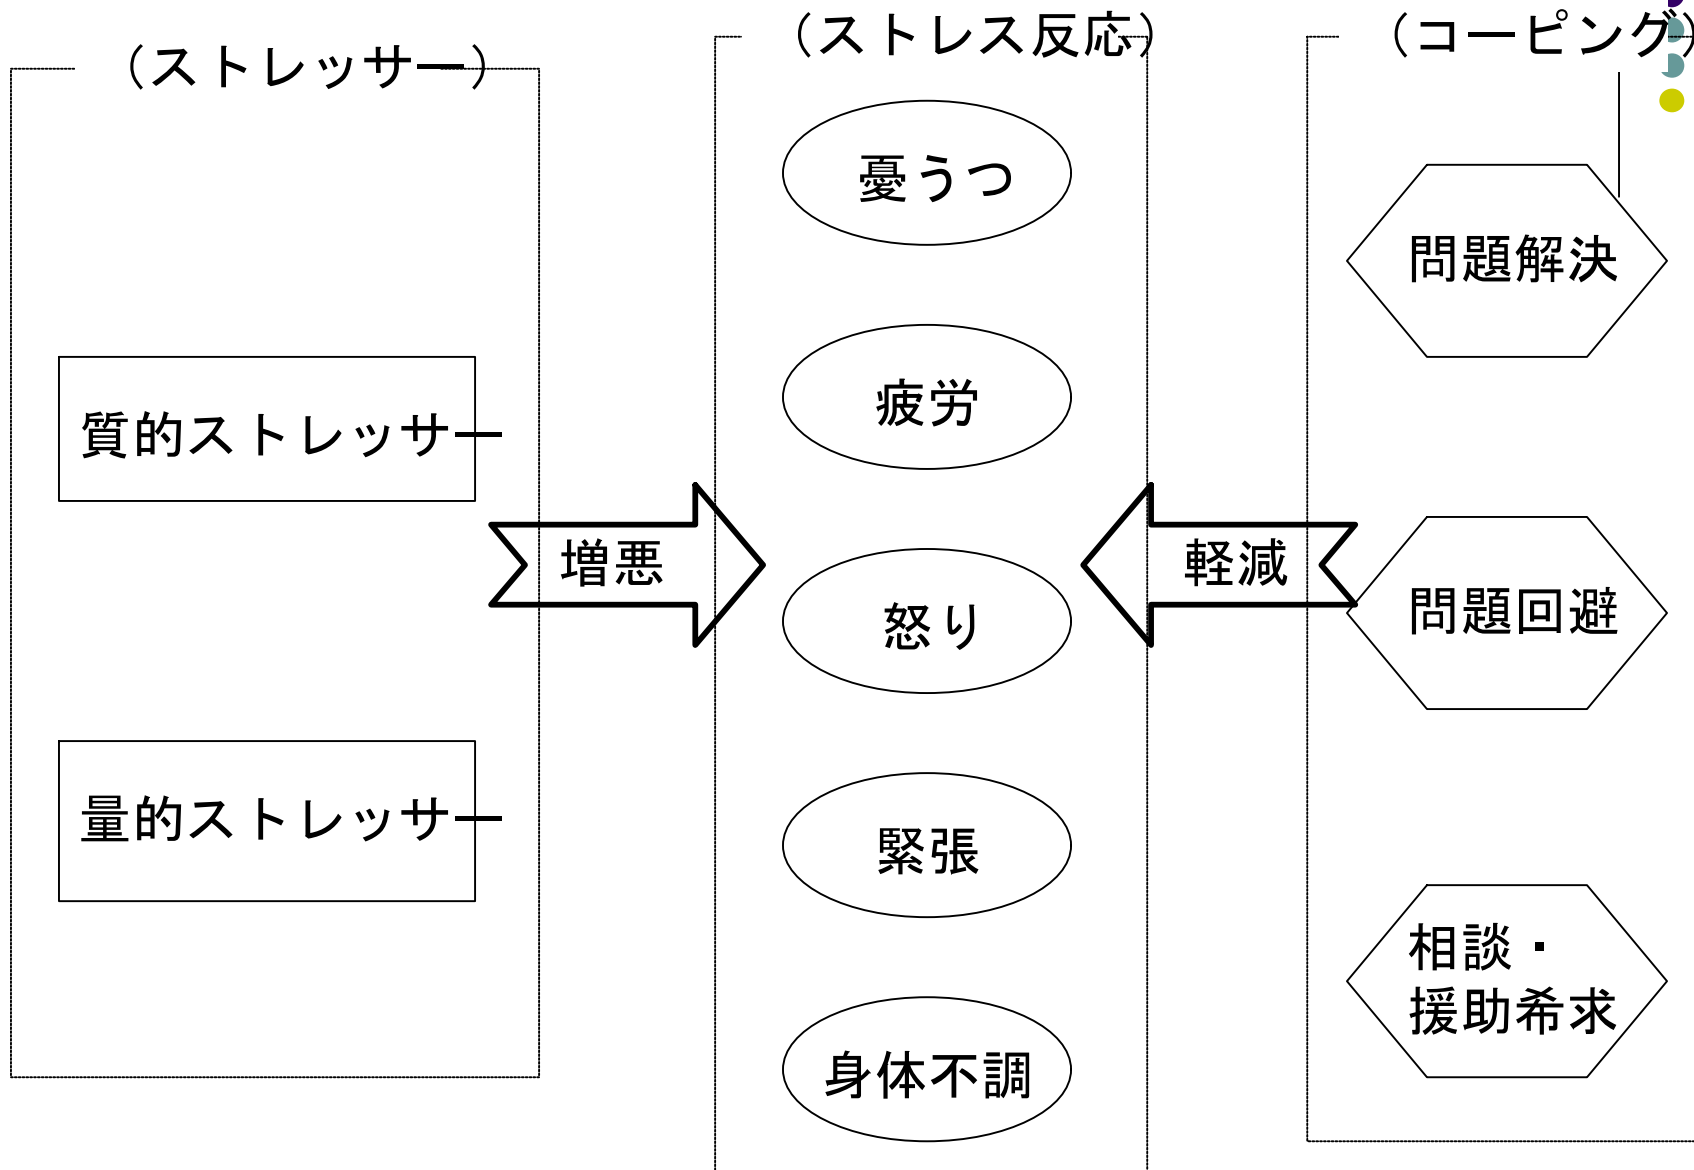 （ストレッサー）
質的ストレッサー
量的ストレッサー
増悪
（ストレス反応）
憂うつ
疲労
怒り
緊張
身体不調
軽減
（コーピング）
問題解決
問題回避
相談・
援助希求